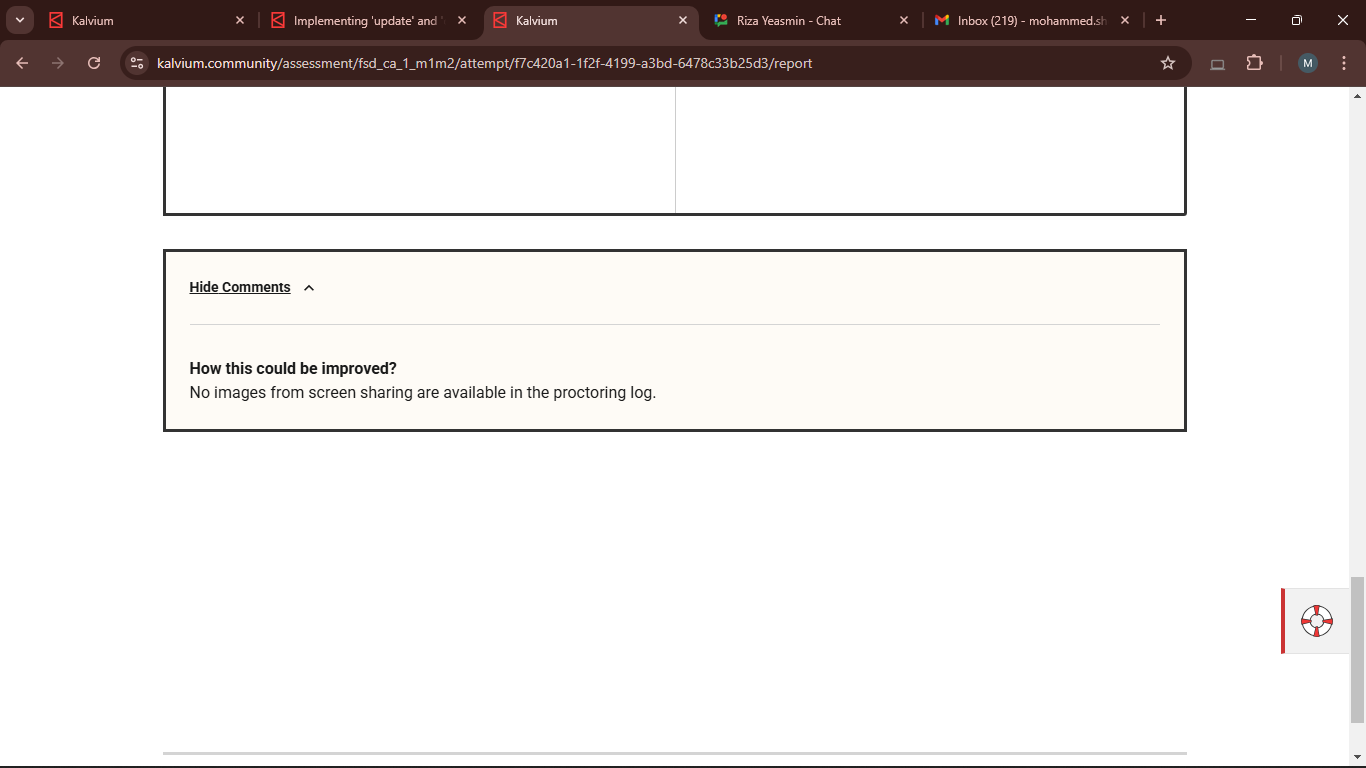 Kalvium
Implementing 'update' and '
Kalvium
Riza Yeasmin - Chat
Inbox (219) - mohammed.sh
kalvium.community/assessment/fsd_ca_1_m1m2/attempt/f7c420a1-1f2f-4199-a3bd-6478c33b25d3/report
M
Hide Comments
How this could be improved?
No images from screen sharing are available in the proctoring log.